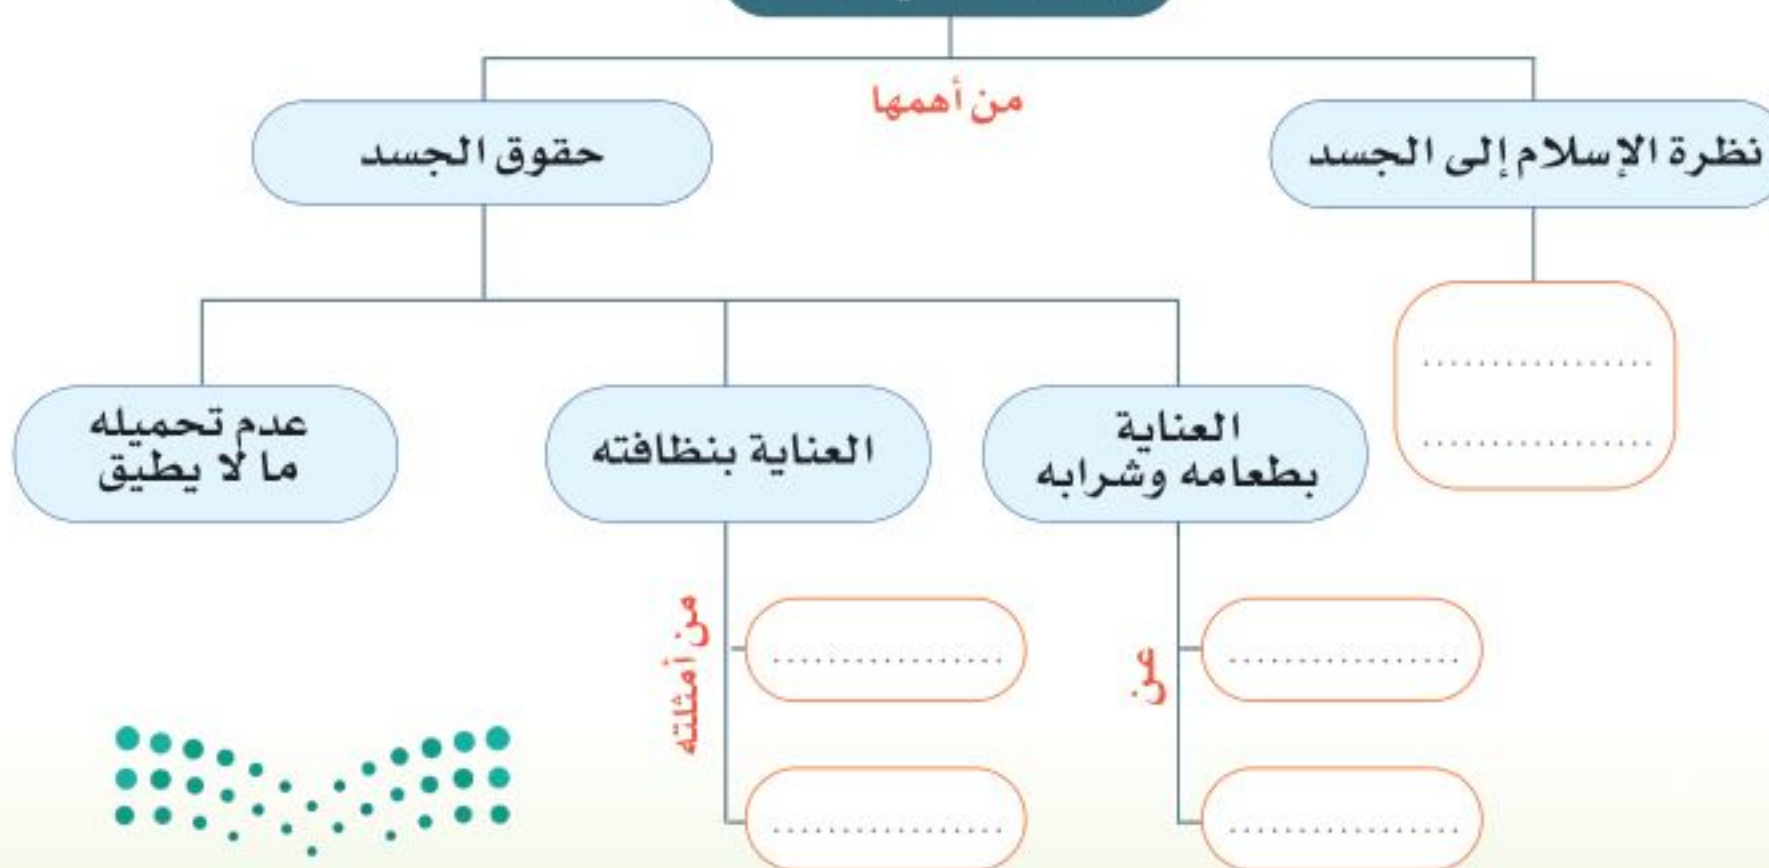 من أهمها
نظرة الإسلام إلى الجسد
حقوق الجسد
................
................
العناية
بطعامه وشرابه
العناية بنظافته
عدم تحميله
ما لا يطيق
عن
................
................
من أمثلته
................
................